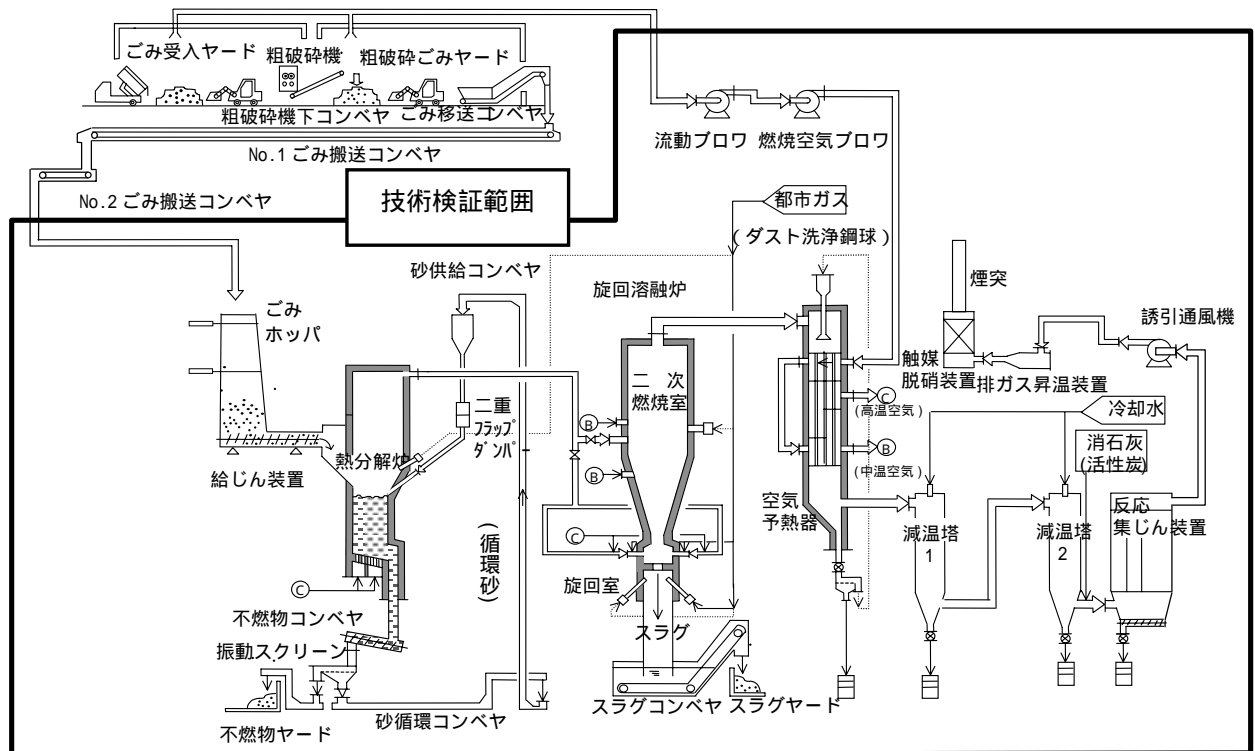 ごみ受入ヤード
粗破砕機
粗破砕ごみヤード
粗破砕機下コンベヤ
ごみ移送コンベヤ
No.1 ごみ搬送コンベヤ
No.2 ごみ搬送コンベヤ
技術検証範囲
流動ブロワ
燃焼空気ブロワ
都市ガス
(ダスト洗浄鋼球)
砂供給コンベヤ
旋回溶融炉
煙突
誘引通風機
ごみ
ホッパ
二次
燃焼室
触媒
脱硝装置
排ガス昇温装置
二重
フラップ
ダンパー
B
C
(高温空気)
冷却水
熱分解炉
B
(中温空気)
消石灰
(活性炭)
給じん装置
B
空気
予熱器
減温塔
1
減温塔
2
反応
集じん装置
(循環砂)
C
C
不燃物コンベヤ
旋回室
スラグ
振動スクリーン
不燃物ヤード
砂循環コンベヤ
スラグコンベヤ
スラグヤード